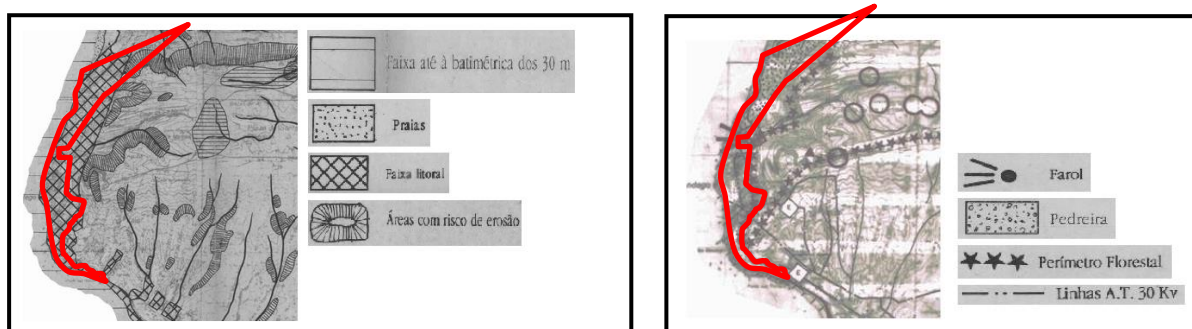 Faixa até à batimétrica dos 30 m
Praias
Faixa litoral
Áreas com risco de erosão
Farol
Pedreira
Perímetro Florestal
Linhas A.T. 30 Kv